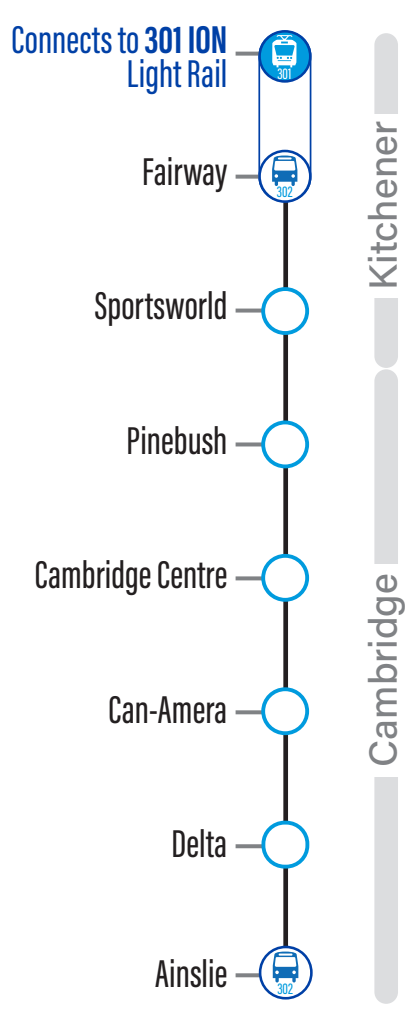 Connects to 301 ION
Light Rail
301
Fairway
302
Kitchener
Sportsworld
Pinebush
Cambridge Centre
Cambridge
Can-Amera
Delta
Ainslie
302